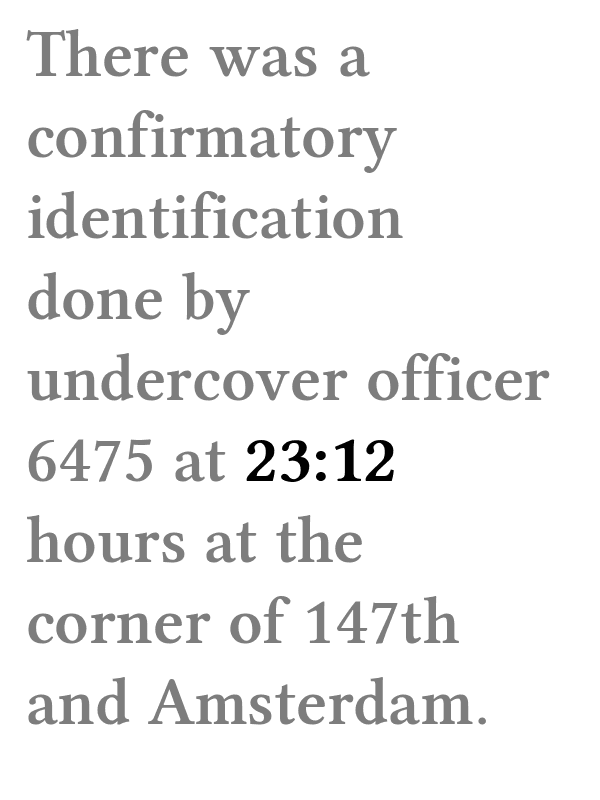 There was a
confirmatory
identification
done by
undercover officer
6475 at 23:12
hours at the
corner of 147th
and Amsterdam.